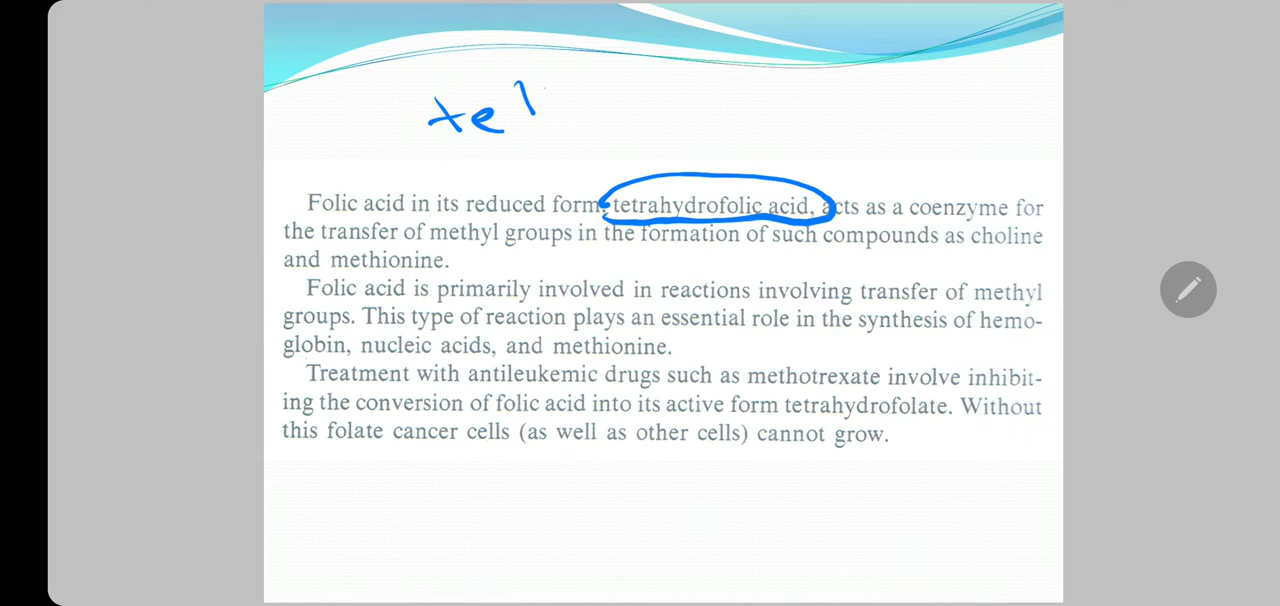 te
Folic acid in its reduced form, tetrahydrofolic acid, acts as a coenzyme for
the transfer of methyl groups in the formation of such compounds as choline
and methionine.
Folic acid is primarily involved in reactions involving transfer of methyl
groups. This type of reaction plays an essential role in the synthesis of hemo-
globin, nucleic acids, and methionine.
Treatment with antileukemic drugs such as methotrexate involve inhibit-
ing the conversion of folic acid into its active form tetrahydrofolate. Without
this folate cancer cells (as well as other cells) cannot grow.